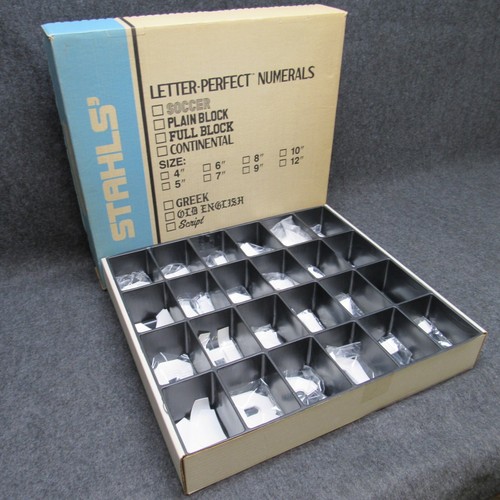 STAHLS'
LETTER-PERFECT™ NUMERALS
SOCCER
PLAIN BLOCK
FULL BLOCK
CONTINENTAL
SIZE:
4" 6" 8" 10"
5" 7" 9" 12"
GREEK
OLD ENGLISH
Script